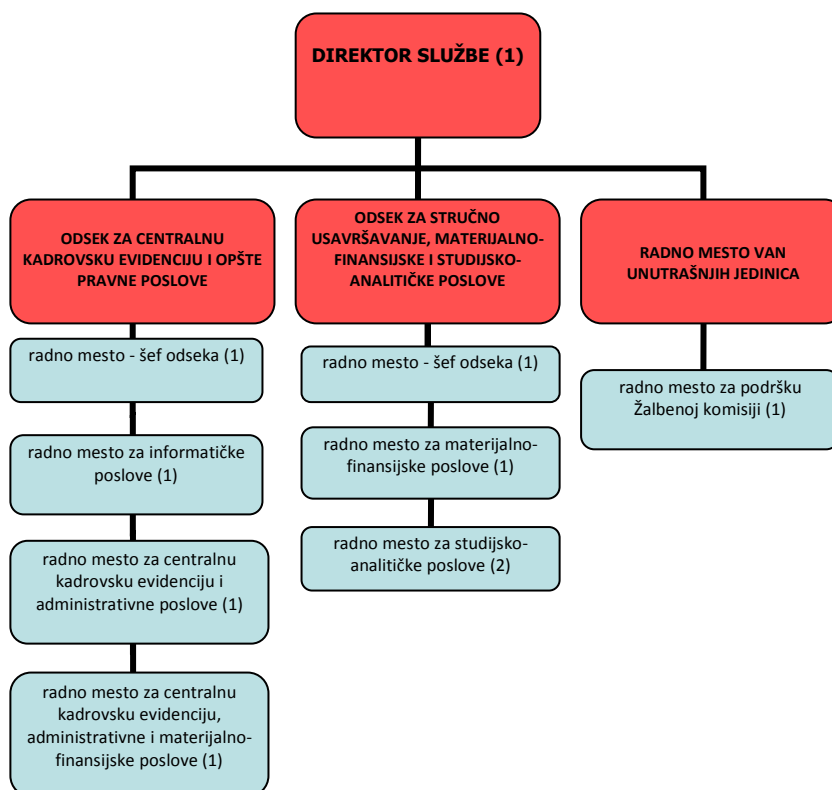 DIREKTOR SLUŽBE (1)
ODSEK ZA CENTRALNU
KADROVSKU EVIDENCIJU I OPŠTE
PRAVNE POSLOVE
radno mesto - šef odseka (1)
radno mesto za informatičke
poslove (1)
radno mesto za centralnu
kadrovsku evidenciju i
administrativne poslove (1)
radno mesto za centralnu
kadrovsku evidenciju,
administrativne i materijalno-
finansijske poslove (1)
ODSEK ZA STRUČNO
USAVRŠAVANJE, MATERIJALNO-
FINANSIJSKE I STUDIJSKO-
ANALITIČKE POSLOVE
radno mesto - šef odseka (1)
radno mesto za materijalno-
finansijske poslove (1)
radno mesto za studijsko-
analitičke poslove (2)
RADNO MESTO VAN
UNUTRAŠNJIH JEDINICA
radno mesto za podršku
Žalbenoj komisiji (1)